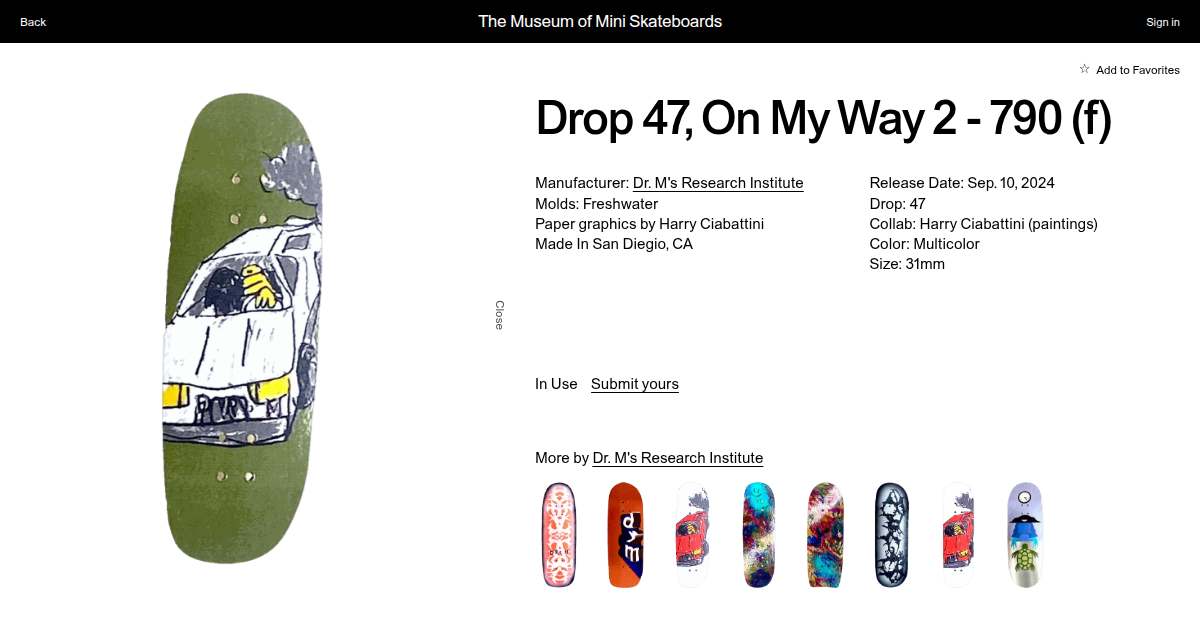 Back
The Museum of Mini Skateboards
Sign in
☆ Add to Favorites
Drop 47, On My Way 2 - 790 (f)
Manufacturer: Dr. M's Research Institute
Molds: Freshwater
Paper graphics by Harry Ciabattini
Made In San Diegio, CA
Release Date: Sep. 10, 2024
Drop: 47
Collab: Harry Ciabattini (paintings)
Color: Multicolor
Size: 31mm
Close
In Use Submit yours
More by Dr. M's Research Institute